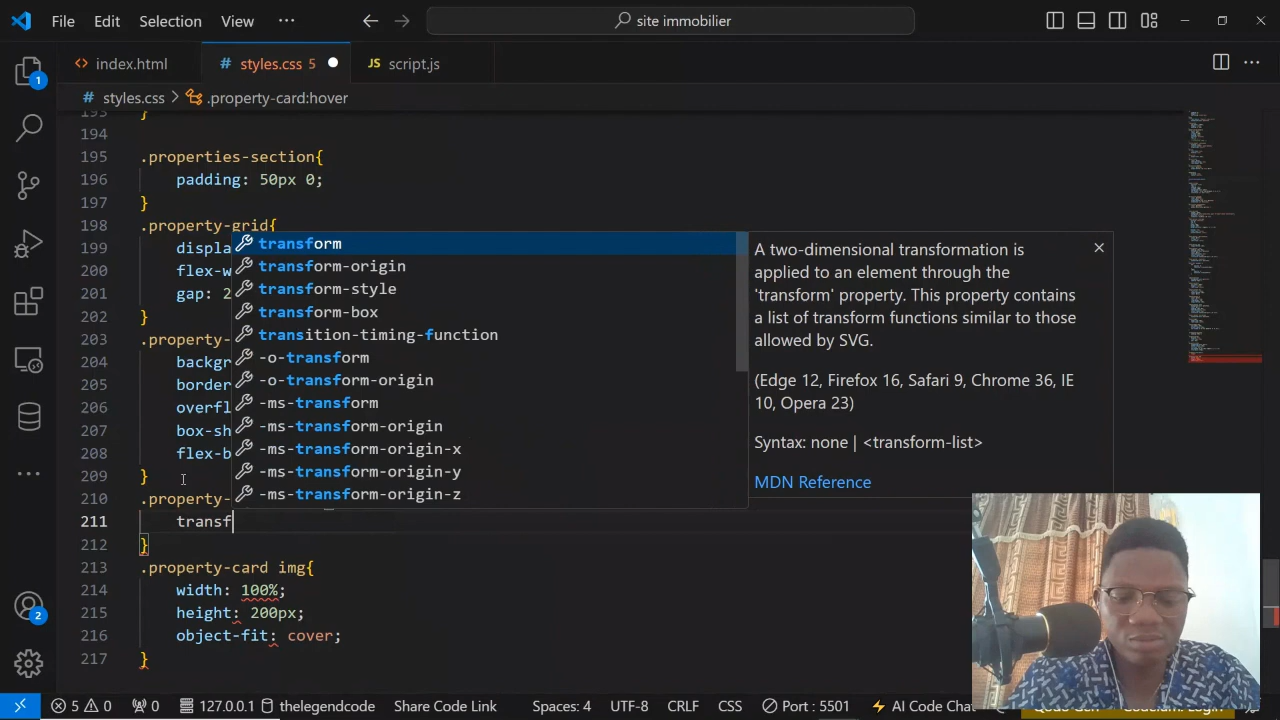 File Edit Selection View ··· site immobilier
index.html styles.css 5 JS script.js
styles.css > .property-card:hover
193 }
194
195 .properties-section{
196 padding: 50px 0;
197 }
198 .property-grid{
199 displa
200 flex-w
201 gap: 2
202 }
203 .property-
204 backgr
205 border
206 overfl
207 box-sh
208 flex-b
209 }
210 .property-
211 transf
212 }
213 .property-card img{
214 width: 100%;
215 height: 200px;
216 object-fit: cover;
217 }
transform
transform-origin
transform-style
transform-box
transition-timing-function
-o-transform
-o-transform-origin
-ms-transform
-ms-transform-origin
-ms-transform-origin-x
-ms-transform-origin-y
-ms-transform-origin-z
A two-dimensional transformation is
applied to an element through the
'transform' property. This property contains
a list of transform functions similar to those
allowed by SVG.
(Edge 12, Firefox 16, Safari 9, Chrome 36, IE
10, Opera 23)
Syntax: none | <transform-list>
MDN Reference
1
2
5 0 0 127.0.0.1 thelegendcode Share Code Link Spaces: 4 UTF-8 CRLF CSS Port : 5501 AI Code Chat